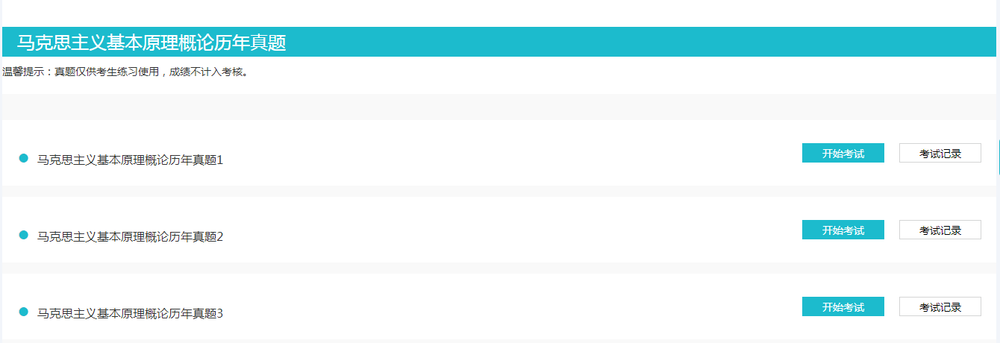 马克思主义基本原理概论历年真题
温馨提示：真题仅供考生练习使用，成绩不计入考核。
马克思主义基本原理概论历年真题1
开始考试
考试记录
马克思主义基本原理概论历年真题2
开始考试
考试记录
马克思主义基本原理概论历年真题3
开始考试
考试记录